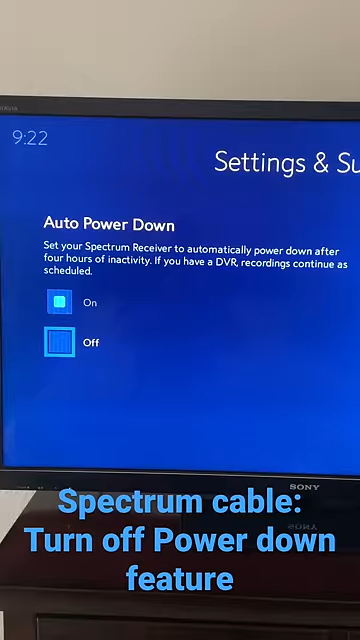 9:22
Settings & Su
Auto Power Down
Set your Spectrum Receiver to automatically power down after
four hours of inactivity. If you have a DVR, recordings continue as
scheduled.
On
Off
SONY
Spectrum cable:
Turn off Power down
feature